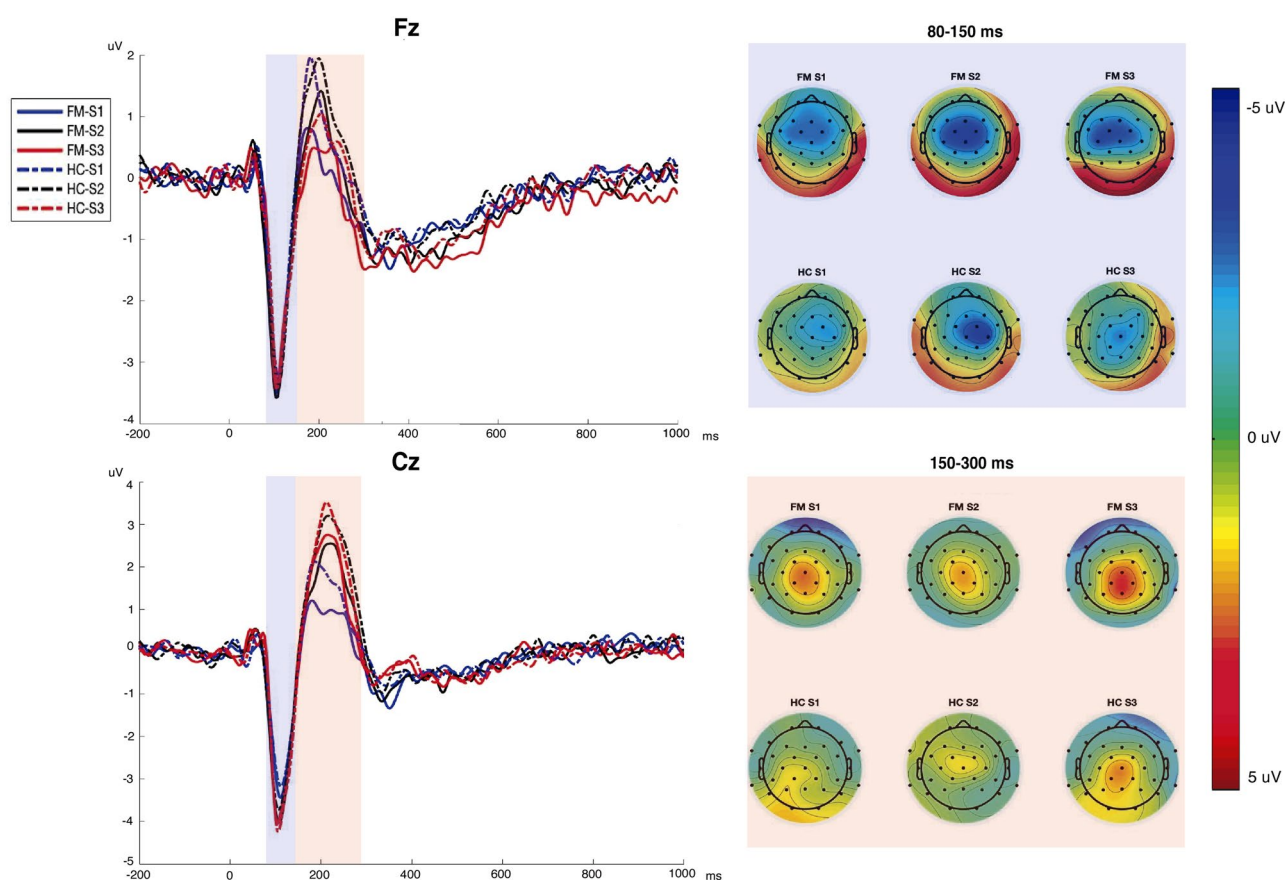 Fz
uV
2
1
0
-1
-2
-3
-4
-200 0 200 400 600 800 1000 ms
FM-S1
FM-S2
FM-S3
HC-S1
HC-S2
HC-S3
Cz
uV
4
3
2
1
0
-1
-2
-3
-4
-5
-200 0 200 400 600 800 1000 ms
80-150 ms
FM S1 FM S2 FM S3
HC S1 HC S2 HC S3
150-300 ms
FM S1 FM S2 FM S3
HC S1 HC S2 HC S3
-5 uV
0 uV
5 uV